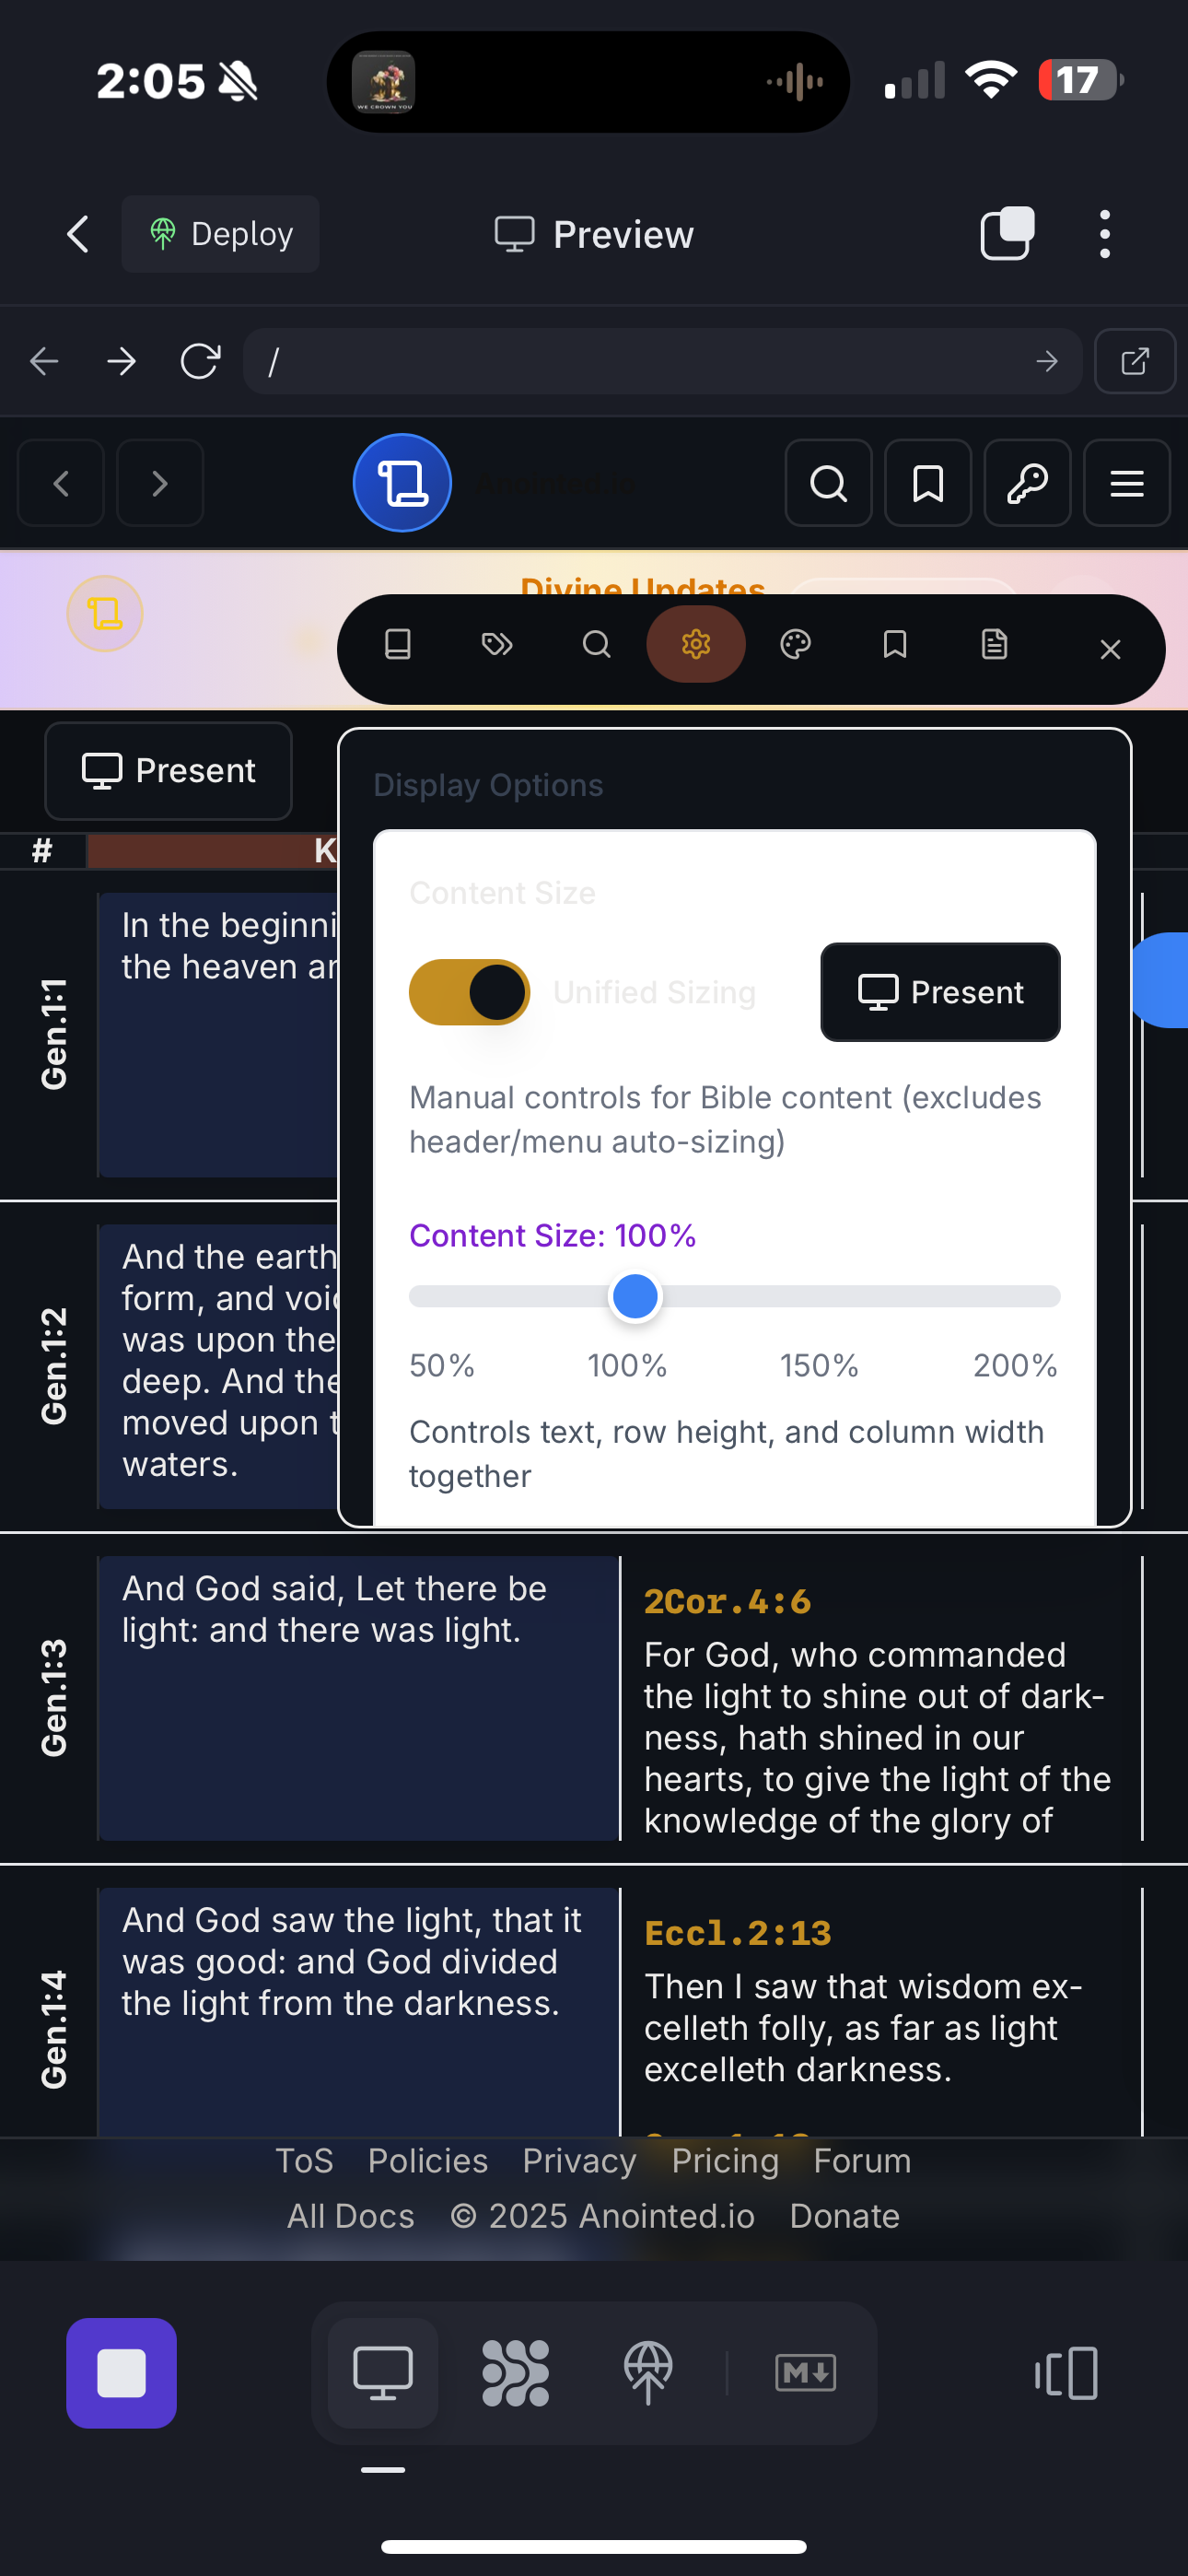 2:05
WE CROWN YOU
17
Deploy
Preview
/
Anointed.io
Divine Updates
Present
Display Options
#
K
Content Size
Unified Sizing
Present
Manual controls for Bible content (excludes
header/menu auto-sizing)
Content Size: 100%
50%
100%
150%
200%
Controls text, row height, and column width
together
Gen.1:1
In the beginni
the heaven an
Gen.1:2
And the earth
form, and voi
was upon the
deep. And the
moved upon t
waters.
Gen.1:3
And God said, Let there be
light: and there was light.
2Cor.4:6
For God, who commanded
the light to shine out of dark-
ness, hath shined in our
hearts, to give the light of the
knowledge of the glory of
Gen.1:4
And God saw the light, that it
was good: and God divided
the light from the darkness.
Eccl.2:13
Then I saw that wisdom ex-
celleth folly, as far as light
excelleth darkness.
ToS Policies Privacy Pricing Forum
All Docs © 2025 Anointed.io Donate
M